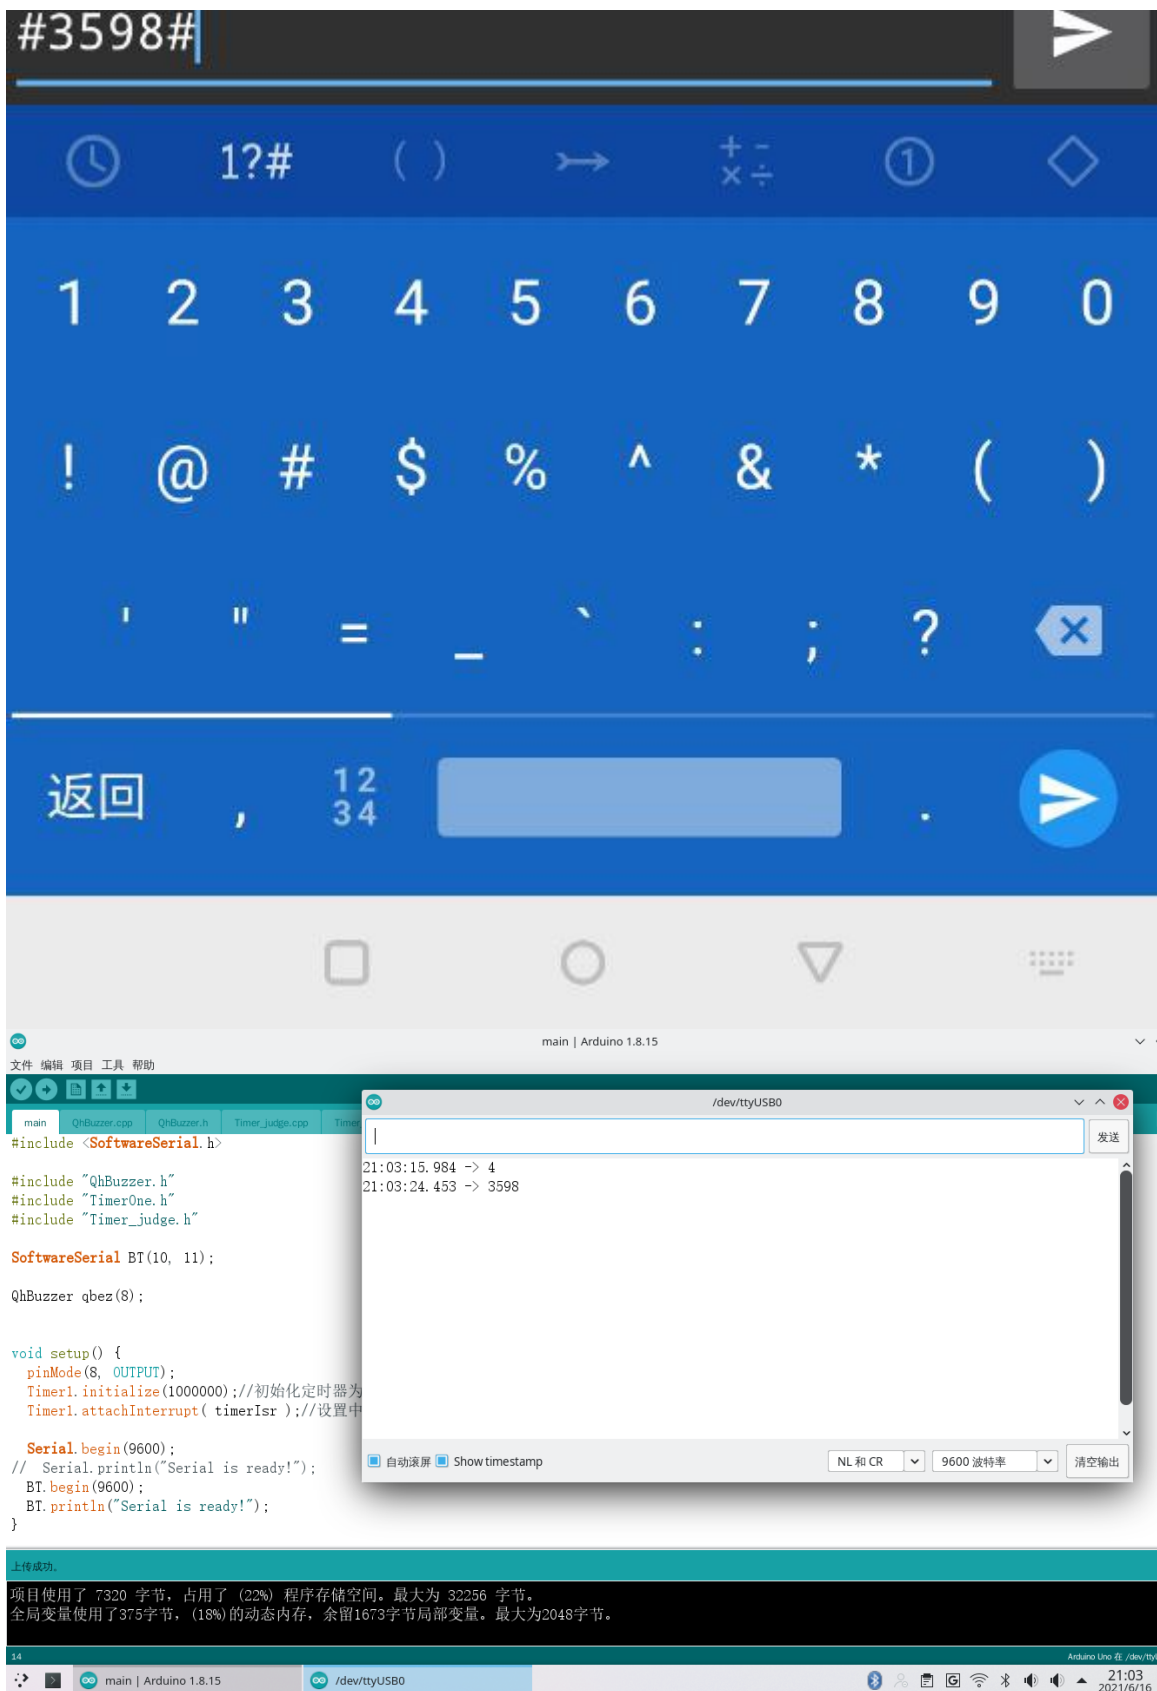 #3598#
1?# ( )
1 2 3 4 5 6 7 8 9 0
! @ # $ % ^ & * ( )
' " = _ ` : ; ?
返回 , 12 34 .
main | Arduino 1.8.15
文件 编辑 项目 工具 帮助
/dev/ttyUSB0
main QhBuzzer.cpp QhBuzzer.h Timer_judge.cpp Timer
发送
21:03:15.984 -> 4
21:03:24.453 -> 3598
#include <SoftwareSerial.h>
#include "QhBuzzer.h"
#include "TimerOne.h"
#include "Timer_judge.h"
SoftwareSerial BT(10, 11);
QhBuzzer qbez(8);
void setup() {
pinMode(8, OUTPUT);
Timer1.initialize(1000000);//初始化定时器为
Timer1.attachInterrupt( timerIsr );//设置中
Serial.begin(9600);
// Serial.println("Serial is ready!");
BT.begin(9600);
BT.println("Serial is ready!");
}
自动滚屏 Show timestamp NL 和 CR 9600 波特率 清空输出
上传成功。
项目使用了 7320 字节，占用了 (22%) 程序存储空间。最大为 32256 字节。
全局变量使用了375字节，(18%)的动态内存，余留1673字节局部变量。最大为2048字节。
14 Arduino Uno 在 /dev/tty
main | Arduino 1.8.15 /dev/ttyUSB0 21:03
2021/6/16